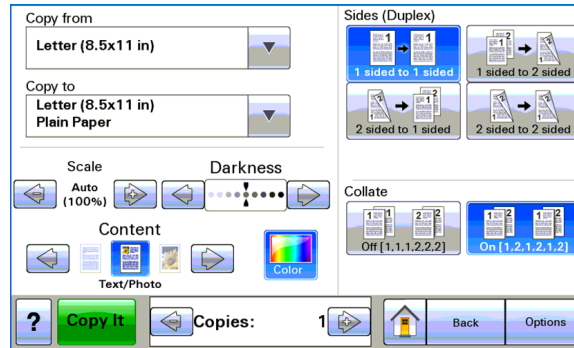 Copy from
Letter (8.5x11 in)
Copy to
Letter (8.5x11 in)
Plain Paper
Scale
Auto
(100%)
Darkness
Content
Text/Photo
Color
Sides (Duplex)
1 sided to 1 sided
1 sided to 2 sided
2 sided to 1 sided
2 sided to 2 sided
Collate
Off [1,1,1,2,2,2]
On [1,2,1,2,1,2]
?
Copy It
Copies:
1
Back
Options